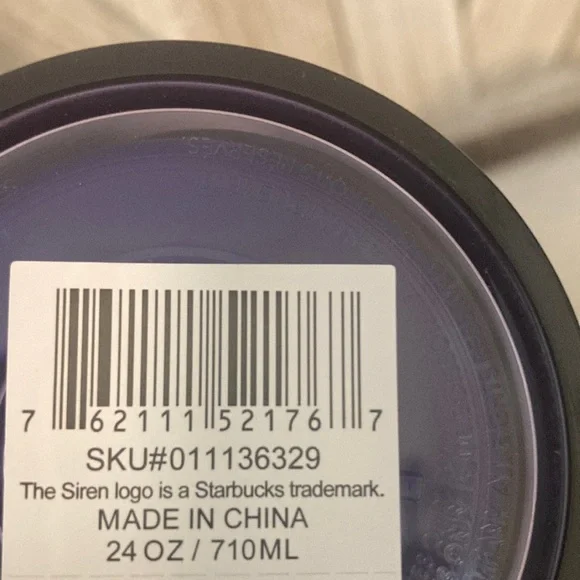 7 62111 52176 7
SKU#011136329
The Siren logo is a Starbucks trademark.
MADE IN CHINA
24 OZ / 710ML